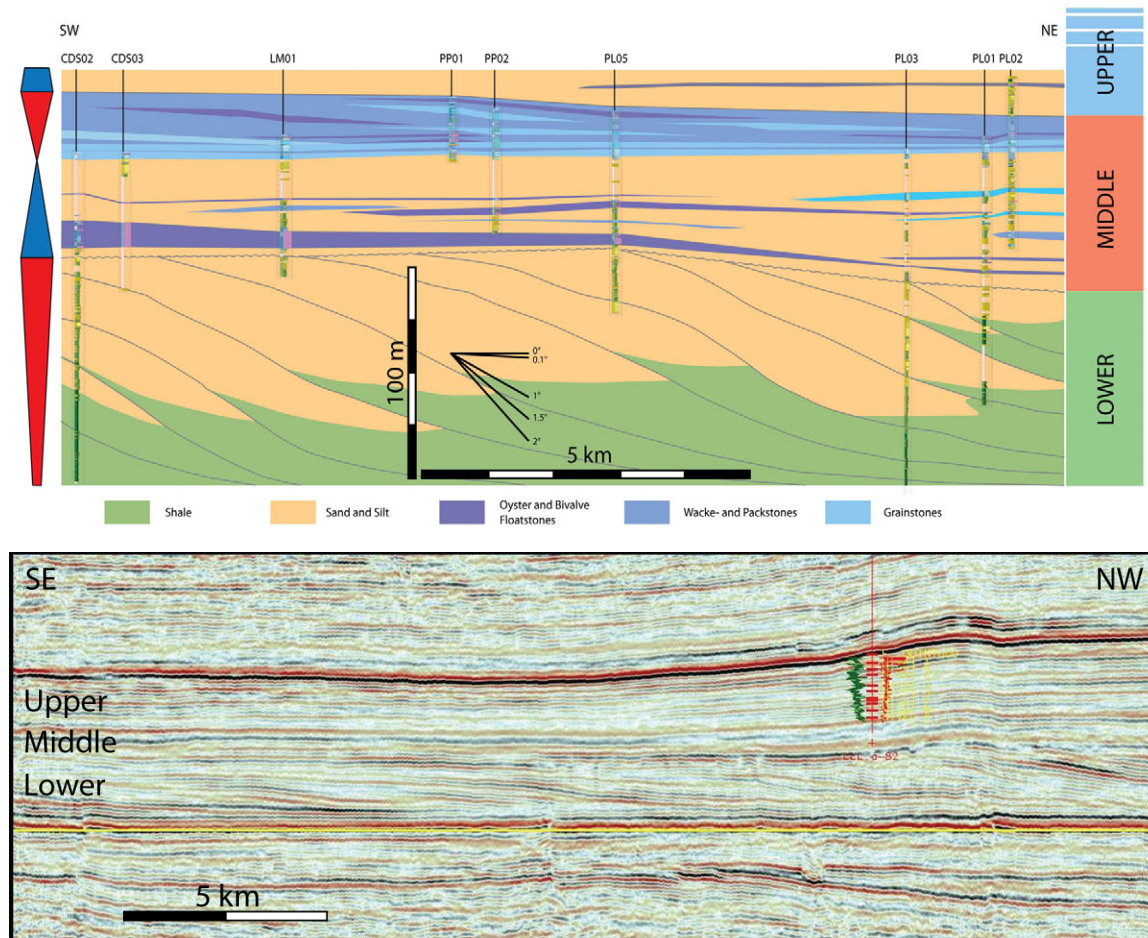 SW
NE
CDS02 CDS03 LM01 PP01 PP02 PL05 PL03 PL01 PL02
UPPER
MIDDLE
LOWER
100 m
0°
0.1°
1°
1.5°
2°
5 km
Shale
Sand and Silt
Oyster and Bivalve
Floatstones
Wacke- and Packstones
Grainstones
SE
NW
Upper
Middle
Lower
5 km